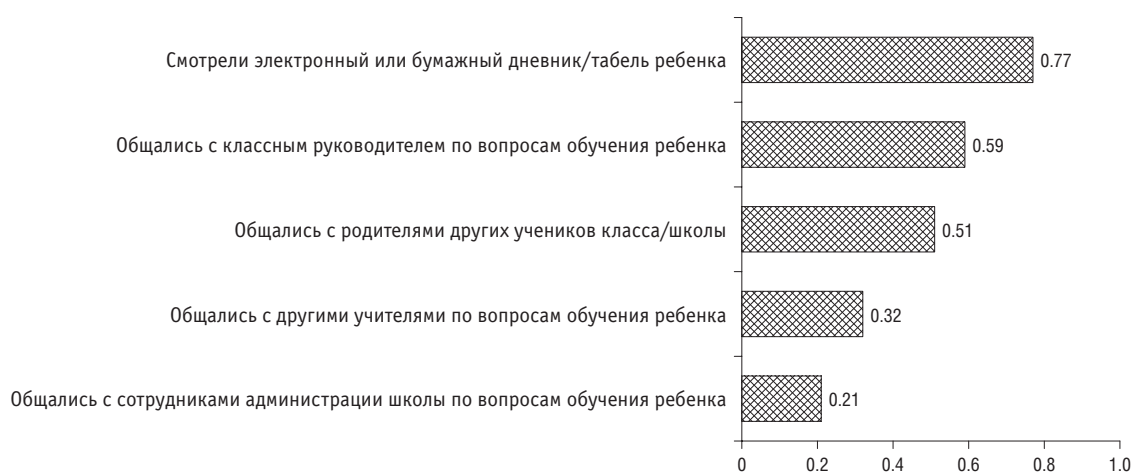 Смотрели электронный или бумажный дневник/табель ребенка
0.77
Общались с классным руководителем по вопросам обучения ребенка
0.59
Общались с родителями других учеников класса/школы
0.51
Общались с другими учителями по вопросам обучения ребенка
0.32
Общались с сотрудниками администрации школы по вопросам обучения ребенка
0.21
0 0.2 0.4 0.6 0.8 1.0